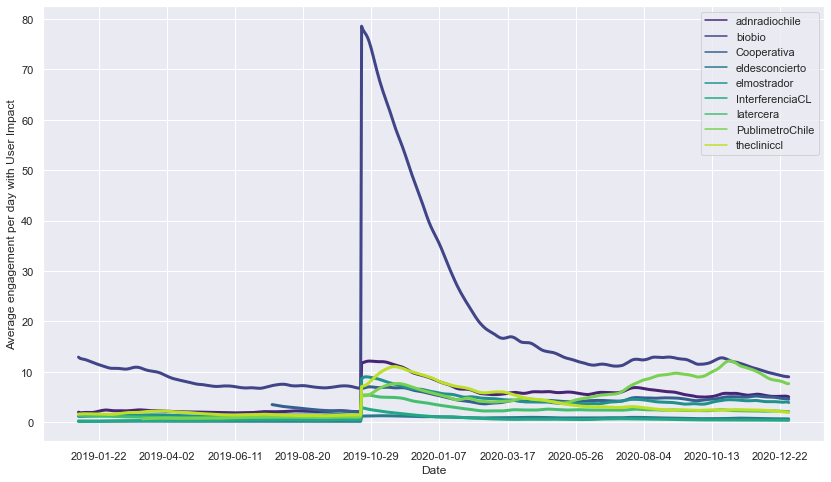 80
70
60
50
40
30
20
10
0
Average engagement per day with User Impact
adnradiochile
biobio
Cooperativa
eldesconcierto
elmostrador
InterferenciaCL
latercera
PublimetroChile
thecliniccl
2019-01-22 2019-04-02 2019-06-11 2019-08-20 2019-10-29 2020-01-07 2020-03-17 2020-05-26 2020-08-04 2020-10-13 2020-12-22
Date